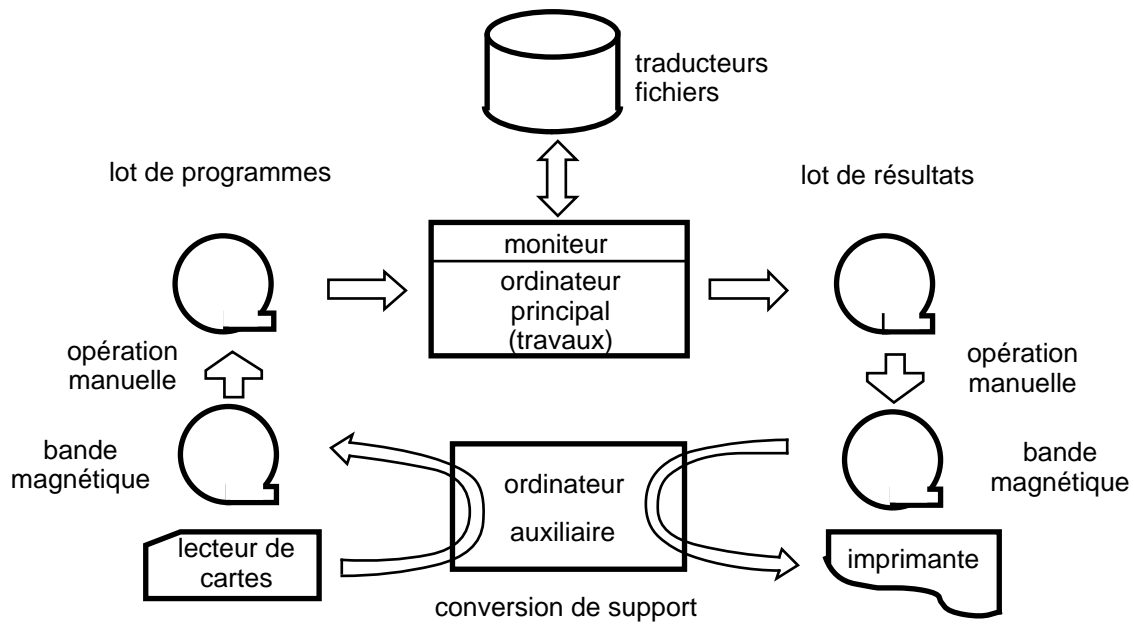 traducteurs
fichiers
lot de programmes
lot de résultats
moniteur
ordinateur
principal
(travaux)
opération
manuelle
opération
manuelle
bande
magnétique
ordinateur
auxiliaire
bande
magnétique
lecteur de
cartes
imprimante
conversion de support